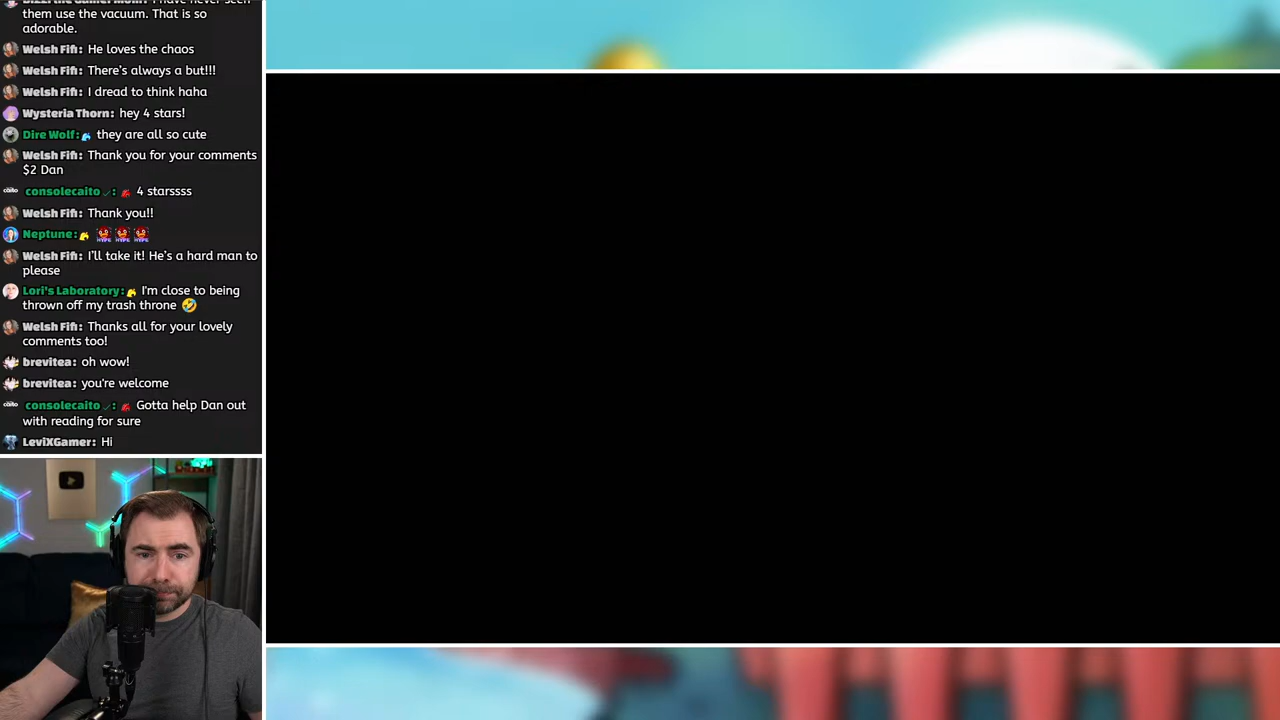 them use the vacuum. That is so
adorable.
Welsh Fifi: He loves the chaos
Welsh Fifi: There's always a but!!!
Welsh Fifi: I dread to think haha
Wysteria Thorn: hey 4 stars!
Dire Wolf: they are all so cute
Welsh Fifi: Thank you for your comments
$2 Dan
consolecaito: 4 starssss
Welsh Fifi: Thank you!!
Neptune: HYPE HYPE HYPE
Welsh Fifi: I'll take it! He's a hard man to
please
Lori's Laboratory: I'm close to being
thrown off my trash throne
Welsh Fifi: Thanks all for your lovely
comments too!
brevitea: oh wow!
brevitea: you're welcome
consolecaito: Gotta help Dan out
with reading for sure
LeviXGamer: Hi